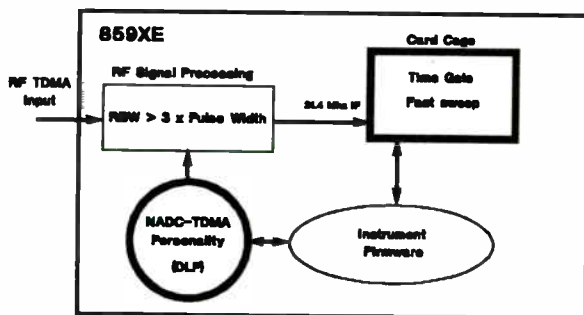 859XE
Card Cage
RF Signal Processing
RF TDMA
Input
Time Gate
Fast sweep
RBW > 3 x Pulse Width
21.4 Mhz IF
NADC-TDMA
Personality
(DLP)
Instrument
Firmware